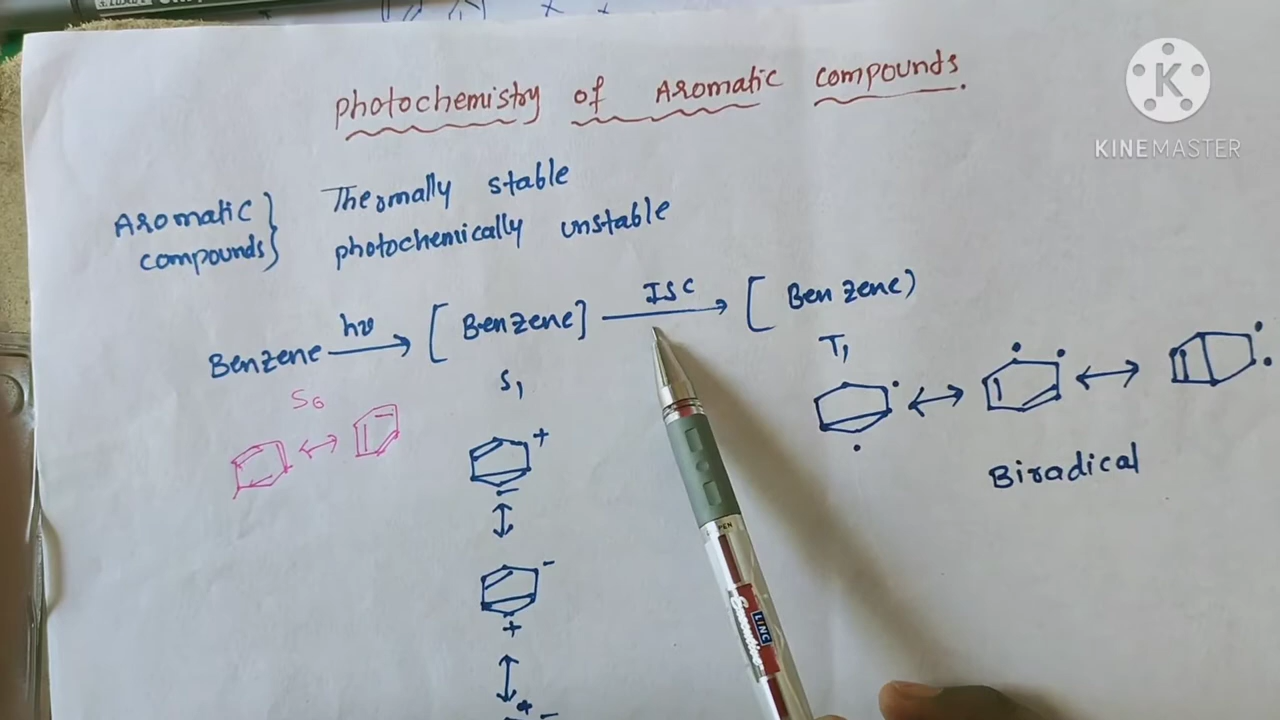 photochemistry of Aromatic compounds.
KINEMASTER
Aromatic } Thermally stable
compounds} photochemically unstable
Benzene hν → [Benzene] ISC → [Benzene)
S₀ S₁ T₁
+ -
- +
+ -
Biradical
LINC